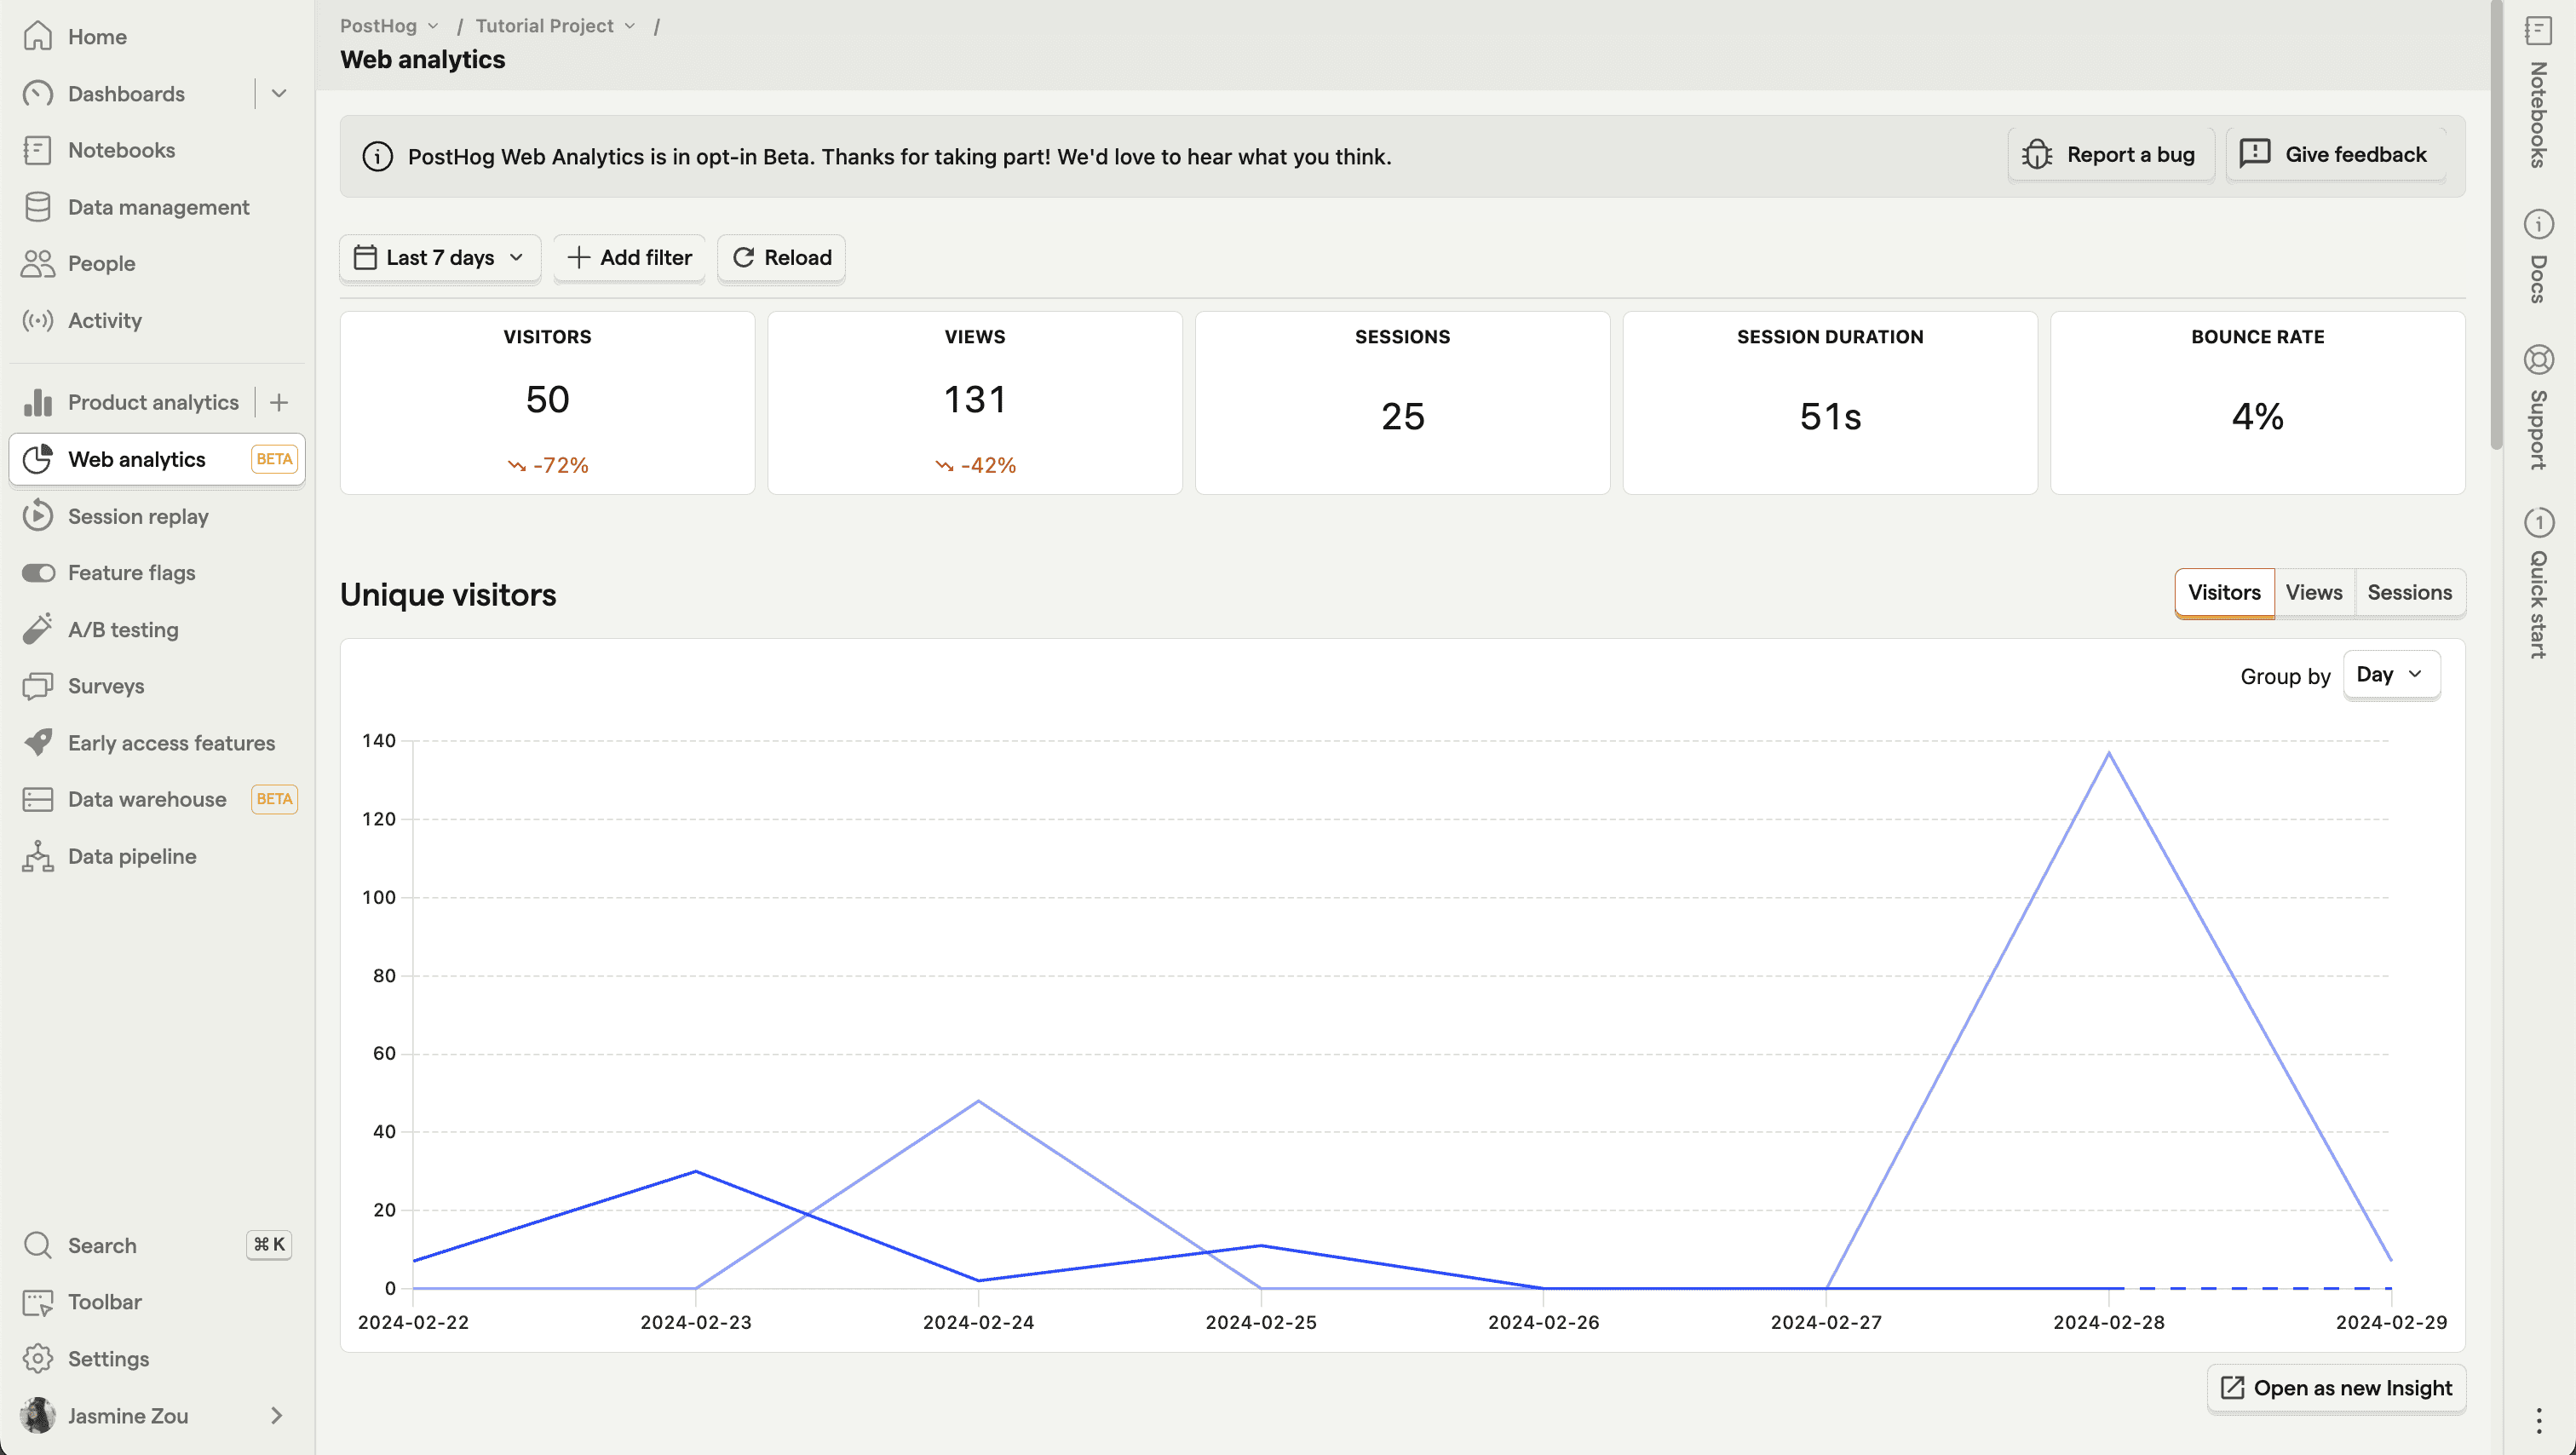 Home
Dashboards
Notebooks
Data management
People
Activity
Product analytics
Web analytics BETA
Session replay
Feature flags
A/B testing
Surveys
Early access features
Data warehouse BETA
Data pipeline
Search ⌘ K
Toolbar
Settings
Jasmine Zou
PostHog / Tutorial Project /
Web analytics
PostHog Web Analytics is in opt-in Beta. Thanks for taking part! We'd love to hear what you think.
Report a bug
Give feedback
Last 7 days
Add filter
Reload
VISITORS
50
-72%
VIEWS
131
-42%
SESSIONS
25
SESSION DURATION
51s
BOUNCE RATE
4%
Unique visitors
Visitors Views Sessions
Group by Day
140
120
100
80
60
40
20
0
2024-02-22 2024-02-23 2024-02-24 2024-02-25 2024-02-26 2024-02-27 2024-02-28 2024-02-29
Open as new Insight
Notebooks
Docs
Support
1
Quick start